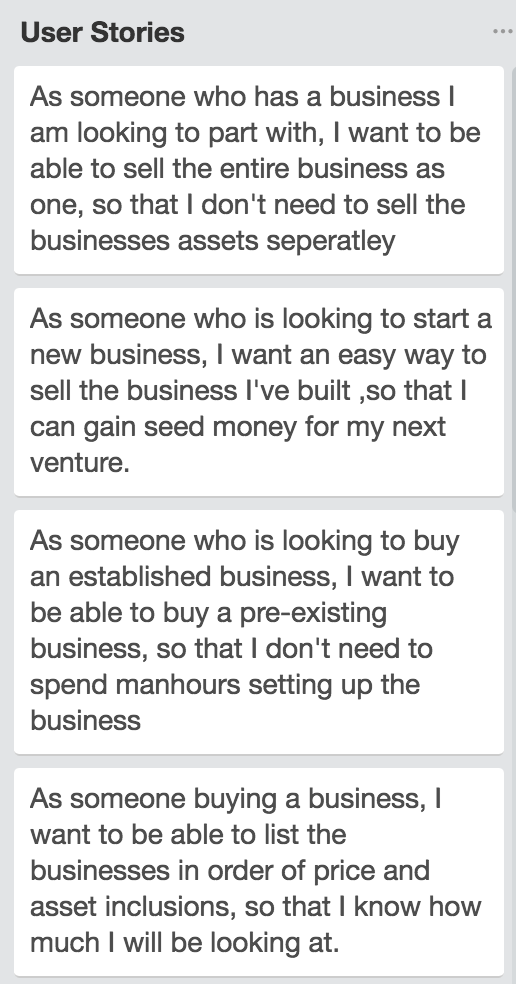 User Stories
As someone who has a business I
am looking to part with, I want to be
able to sell the entire business as
one, so that I don't need to sell the
businesses assets seperatley
As someone who is looking to start a
new business, I want an easy way to
sell the business I've built ,so that I
can gain seed money for my next
venture.
As someone who is looking to buy
an established business, I want to
be able to buy a pre-existing
business, so that I don't need to
spend manhours setting up the
business
As someone buying a business, I
want to be able to list the
businesses in order of price and
asset inclusions, so that I know how
much I will be looking at.